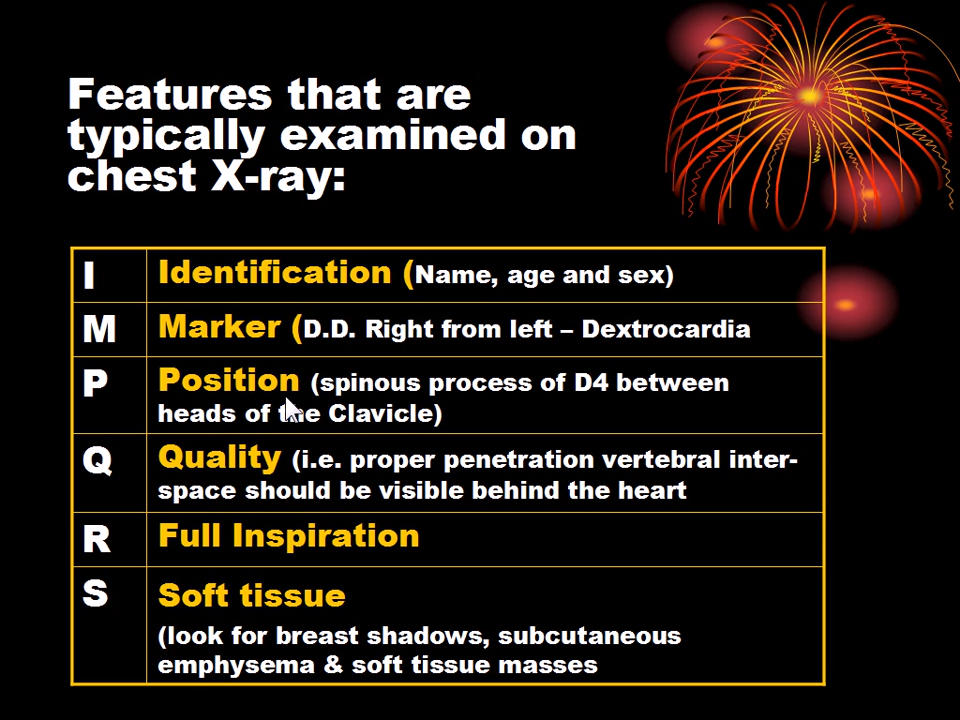 Features that are
typically examined on
chest X-ray:
I
Identification (Name, age and sex)
M
Marker (D.D. Right from left – Dextrocardia
P
Position (spinous process of D4 between
heads of the Clavicle)
Q
Quality (i.e. proper penetration vertebral inter-
space should be visible behind the heart
R
Full Inspiration
S
Soft tissue
(look for breast shadows, subcutaneous
emphysema & soft tissue masses